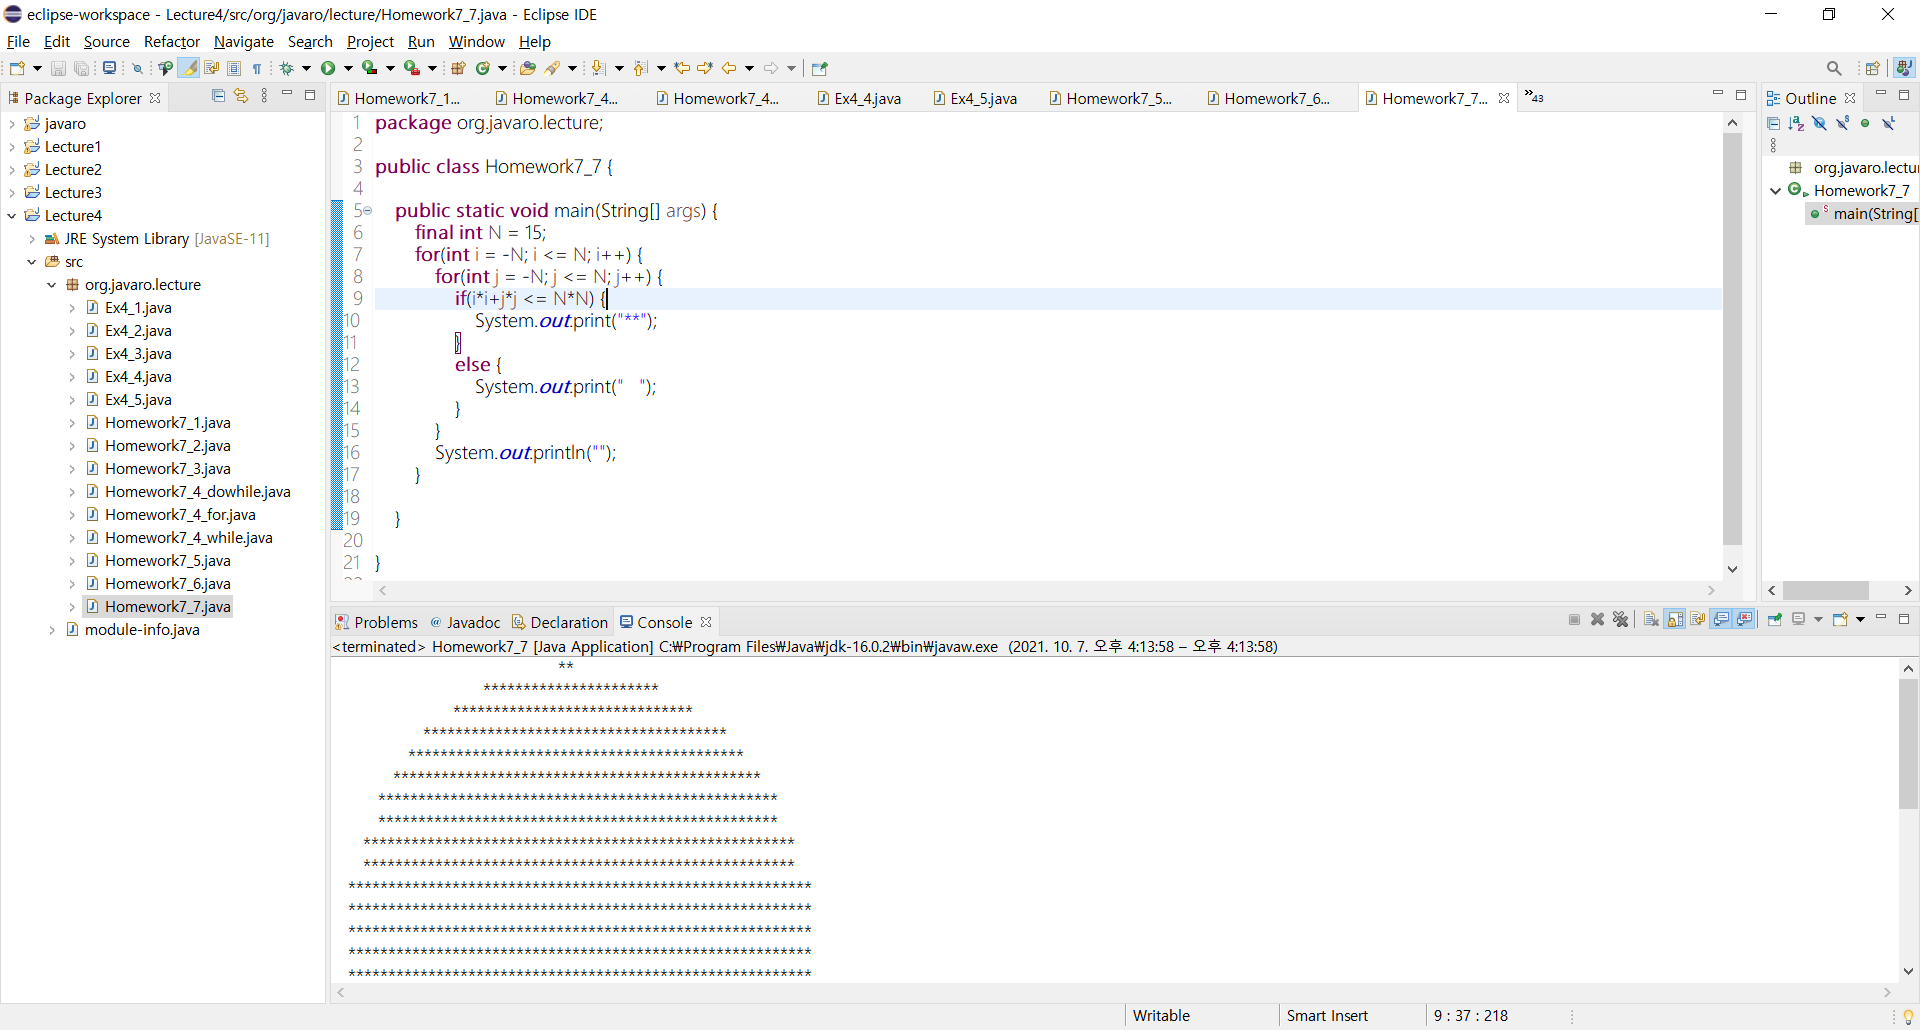 eclipse-workspace - Lecture4/src/org/javaro/lecture/Homework7_7.java - Eclipse IDE
File Edit Source Refactor Navigate Search Project Run Window Help
Package Explorer
javaro
Lecture1
Lecture2
Lecture3
Lecture4
JRE System Library [JavaSE-11]
src
org.javaro.lecture
Ex4_1.java
Ex4_2.java
Ex4_3.java
Ex4_4.java
Ex4_5.java
Homework7_1.java
Homework7_2.java
Homework7_3.java
Homework7_4_dowhile.java
Homework7_4_for.java
Homework7_4_while.java
Homework7_5.java
Homework7_6.java
Homework7_7.java
module-info.java
Homework7_1... Homework7_4... Homework7_4... Ex4_4.java Ex4_5.java Homework7_5... Homework7_6... Homework7_7... »43
1 package org.javaro.lecture;
2
3 public class Homework7_7 {
4
5 public static void main(String[] args) {
6 final int N = 15;
7 for(int i = -N; i <= N; i++) {
8 for(int j = -N; j <= N; j++) {
9 if(i*i+j*j <= N*N) {
10 System.out.print("**");
11 }
12 else {
13 System.out.print("  ");
14 }
15 }
16 System.out.println("");
17 }
18
19 }
20
21 }
Outline
org.javaro.lectu
Homework7_7
main(String[
Problems @ Javadoc Declaration Console
<terminated> Homework7_7 [Java Application] C:₩Program Files₩Java₩jdk-16.0.2₩bin₩javaw.exe (2021. 10. 7. 오후 4:13:58 – 오후 4:13:58)
**
**********************
******************************
**************************************
******************************************
**********************************************
**************************************************
**************************************************
******************************************************
******************************************************
**********************************************************
**********************************************************
**********************************************************
**********************************************************
**********************************************************
Writable Smart Insert 9 : 37 : 218